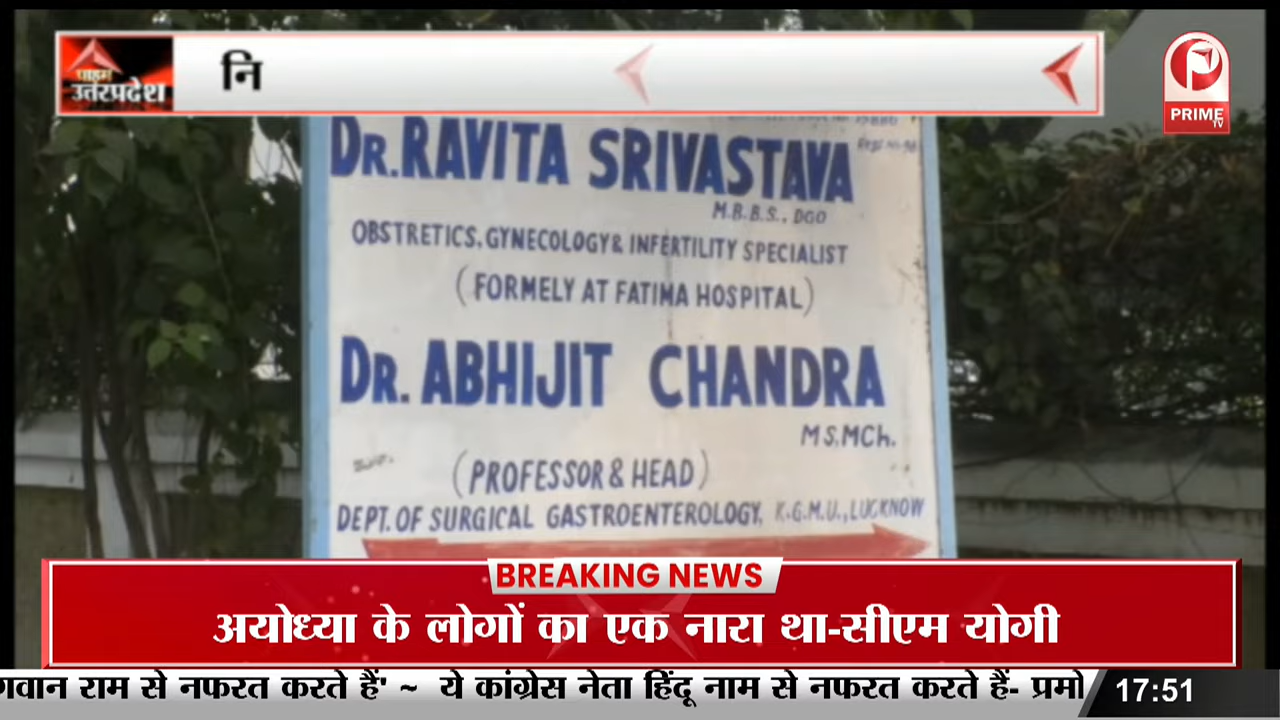 प्राइम
उत्तरप्रदेश
नि
PRIME
TV
DR. RAVITA SRIVASTAVA
M.B.B.S., DGO
OBSTRETICS, GYNECOLOGY & INFERTILITY SPECIALIST
(FORMELY AT FATIMA HOSPITAL)
DR. ABHIJIT CHANDRA
MS, MCh.
(PROFESSOR & HEAD)
DEPT. OF SURGICAL GASTROENTEROLOGY, K.G.M.U., LUCKNOW
BREAKING NEWS
अयोध्या के लोगों का एक नारा था-सीएम योगी
गवान राम से नफरत करते हैं' ~ ये कांग्रेस नेता हिंदू नाम से नफरत करते हैं- प्रमो
17:51